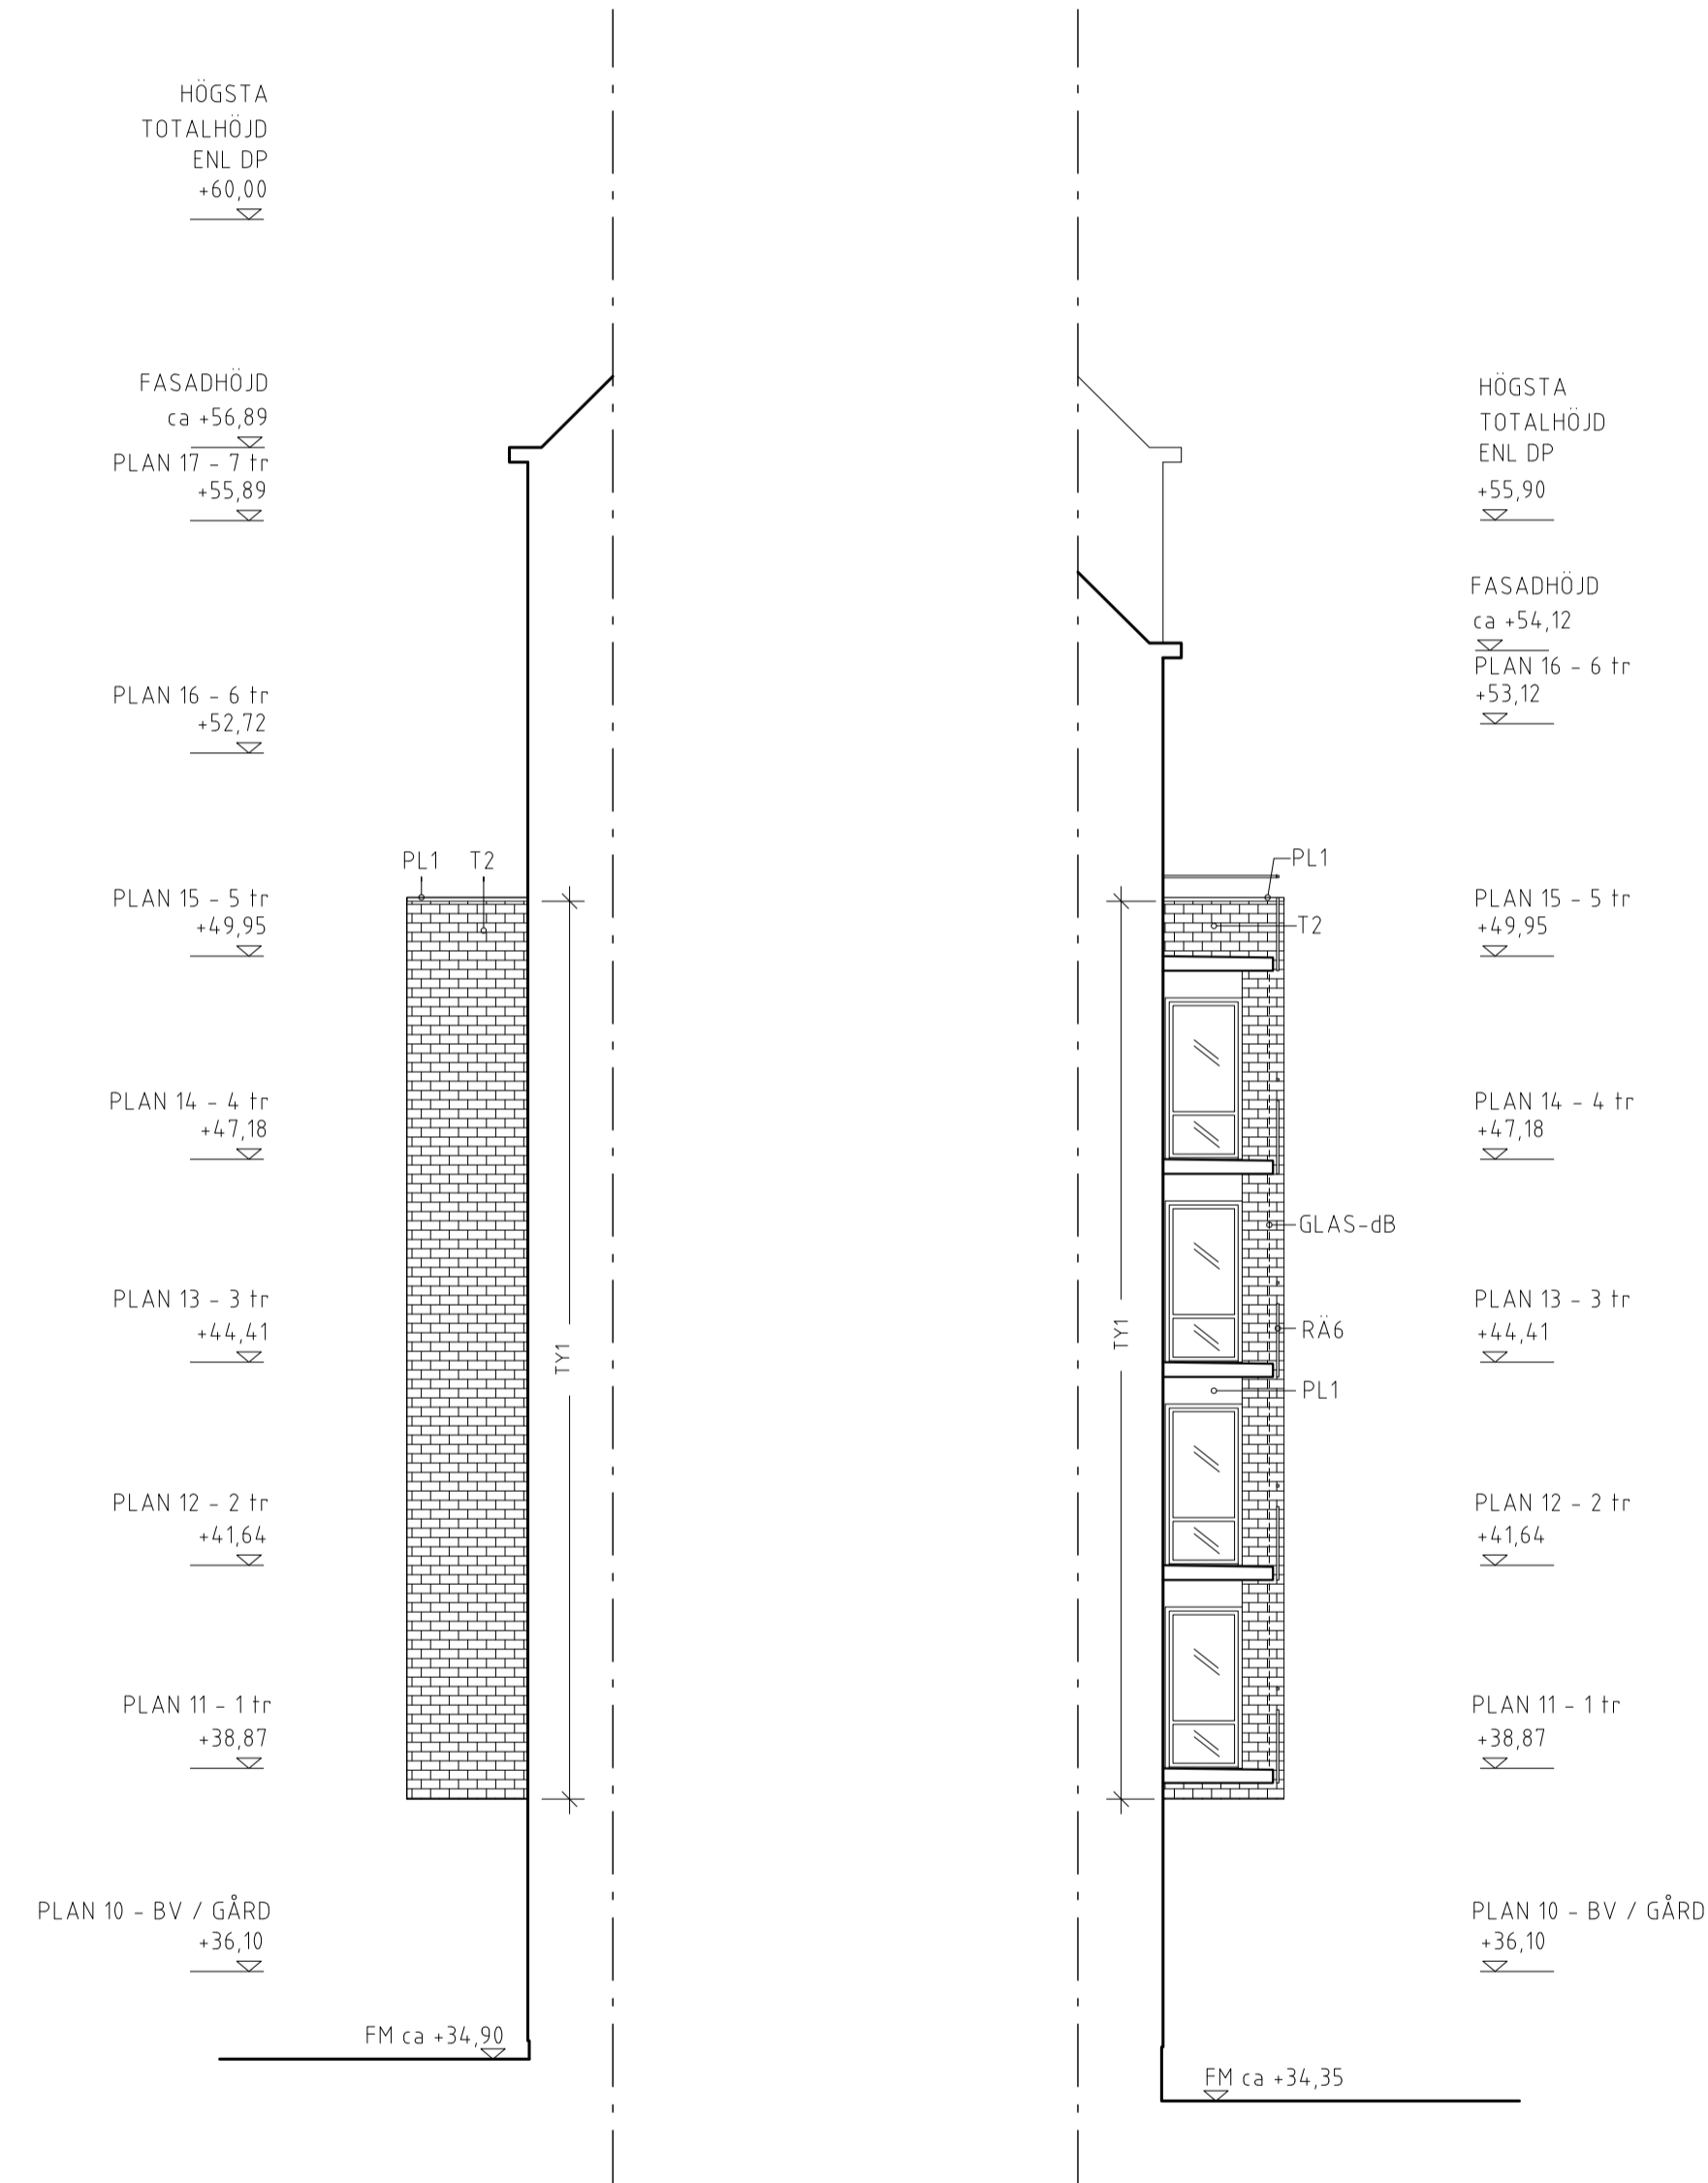 HÖGSTA
TOTALHÖJD
ENL DP
+60,00
FASADHÖJD
ca +56,89
PLAN 17 - 7 tr
+55,89
PLAN 16 - 6 tr
+52,72
PLAN 15 - 5 tr
+49,95
PLAN 14 - 4 tr
+47,18
PLAN 13 - 3 tr
+44,41
PLAN 12 - 2 tr
+41,64
PLAN 11 - 1 tr
+38,87
PLAN 10 - BV / GÅRD
+36,10
FM ca +34,90
PL1 T2
TY1
TY1
PL1
T2
GLAS-dB
RÄ6
PL1
FM ca +34,35
HÖGSTA
TOTALHÖJD
ENL DP
+55,90
FASADHÖJD
ca +54,12
PLAN 16 - 6 tr
+53,12
PLAN 15 - 5 tr
+49,95
PLAN 14 - 4 tr
+47,18
PLAN 13 - 3 tr
+44,41
PLAN 12 - 2 tr
+41,64
PLAN 11 - 1 tr
+38,87
PLAN 10 - BV / GÅRD
+36,10